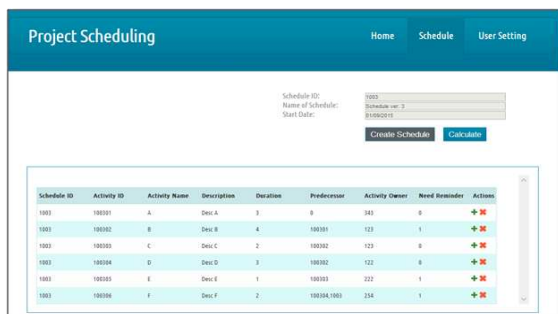 Project Scheduling
Home Schedule User Setting
Schedule ID: 1003
Name of Schedule: Schedule ver. 3
Start Date: 01/08/2015
Create Schedule Calculate
Schedule ID Activity ID Activity Name Description Duration Predecessor Activity Owner Need Reminder Actions
1003 100301 A Desc A 3 0 343 0
1003 100302 B Desc B 4 100301 123 1
1003 100303 C Desc C 2 100302 123 0
1003 100304 D Desc D 3 100302 122 0
1003 100305 E Desc E 1 100303 222 1
1003 100306 F Desc F 2 100304,1003 254 1